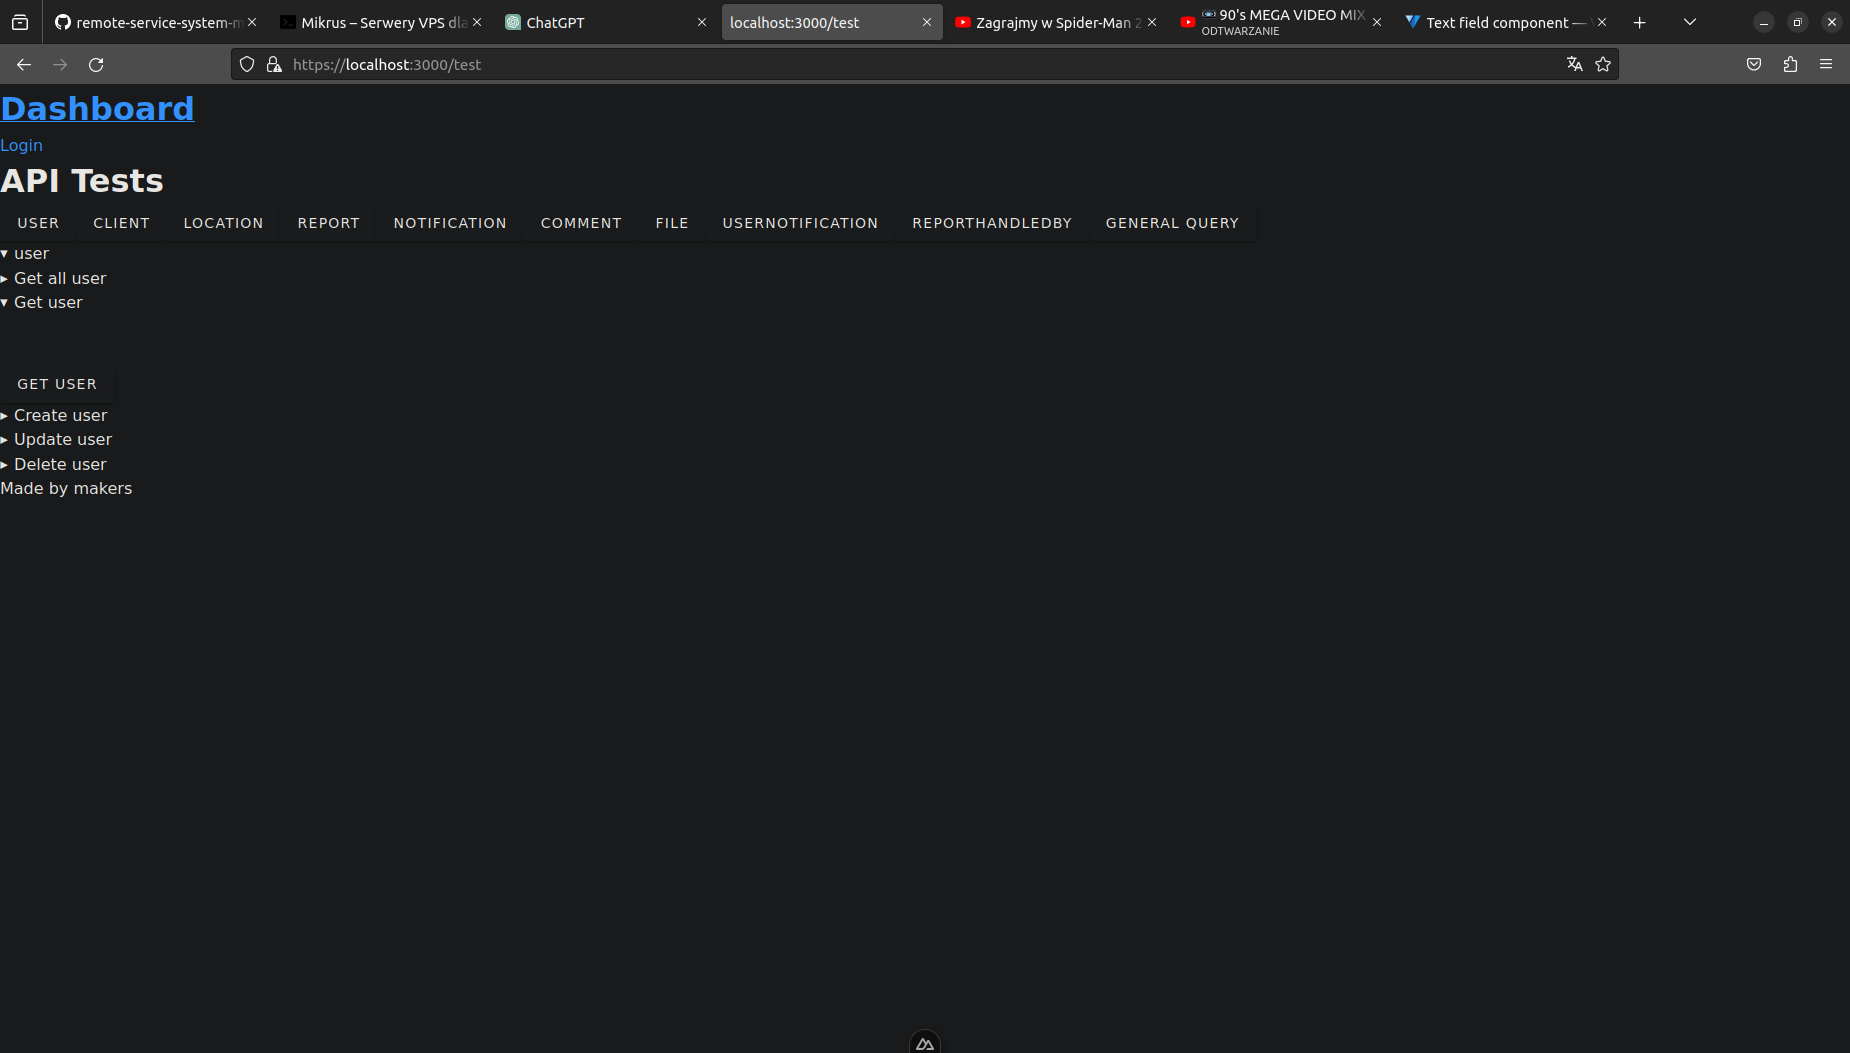 remote-service-system-m
Mikrus – Serwery VPS dla
ChatGPT
localhost:3000/test
Zagrajmy w Spider-Man 2
90's MEGA VIDEO MIX
ODTWARZANIE
Text field component —
https://localhost:3000/test
Dashboard
Login
API Tests
USER CLIENT LOCATION REPORT NOTIFICATION COMMENT FILE USERNOTIFICATION REPORTHANDLEDBY GENERAL QUERY
user
Get all user
Get user
GET USER
Create user
Update user
Delete user
Made by makers